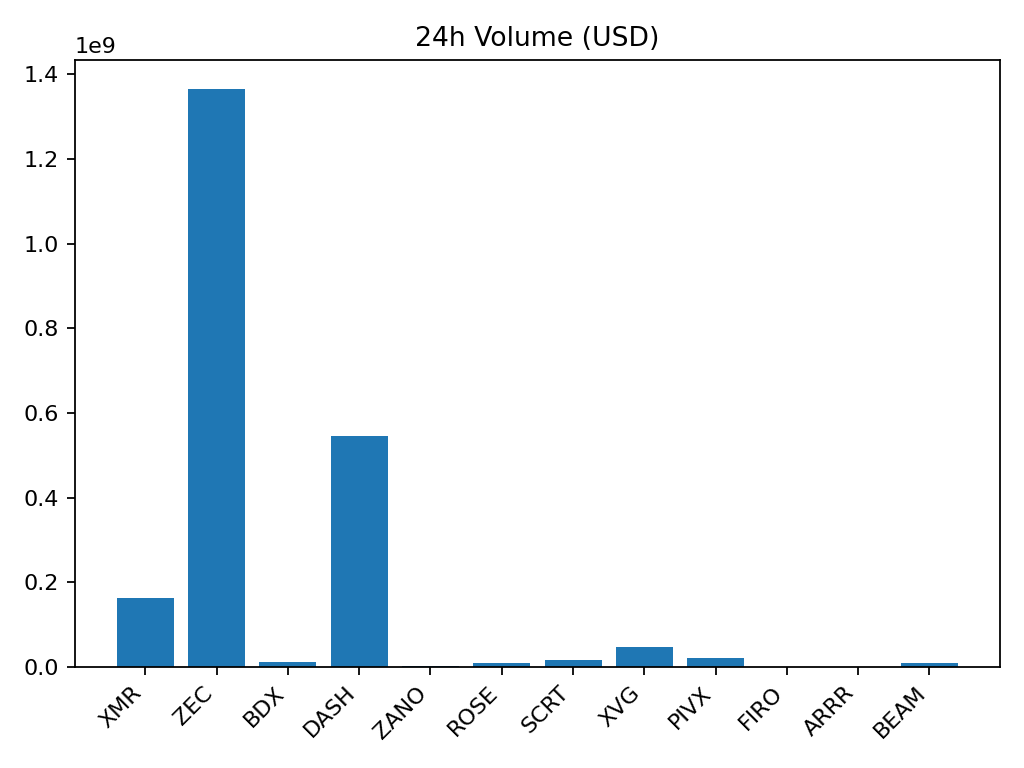 24h Volume (USD)
1e9
1.4
1.2
1.0
0.8
0.6
0.4
0.2
0.0
XMR ZEC BDX DASH ZANO ROSE SCRT XVG PIVX FIRO ARRR BEAM